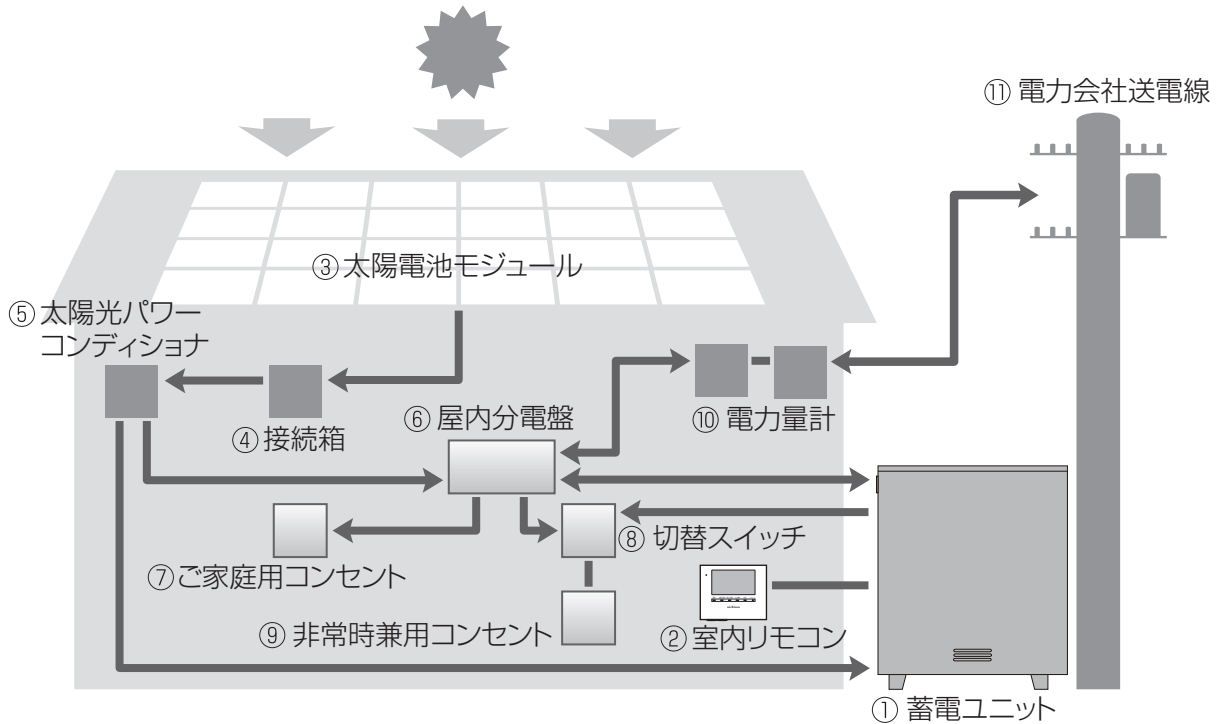 ⑪ 電力会社送電線
③ 太陽電池モジュール
⑤ 太陽光パワー
コンディショナ
⑥ 屋内分電盤
⑩ 電力量計
④ 接続箱
⑧ 切替スイッチ
⑦ ご家庭用コンセント
⑨ 非常時兼用コンセント
② 室内リモコン
① 蓄電ユニット